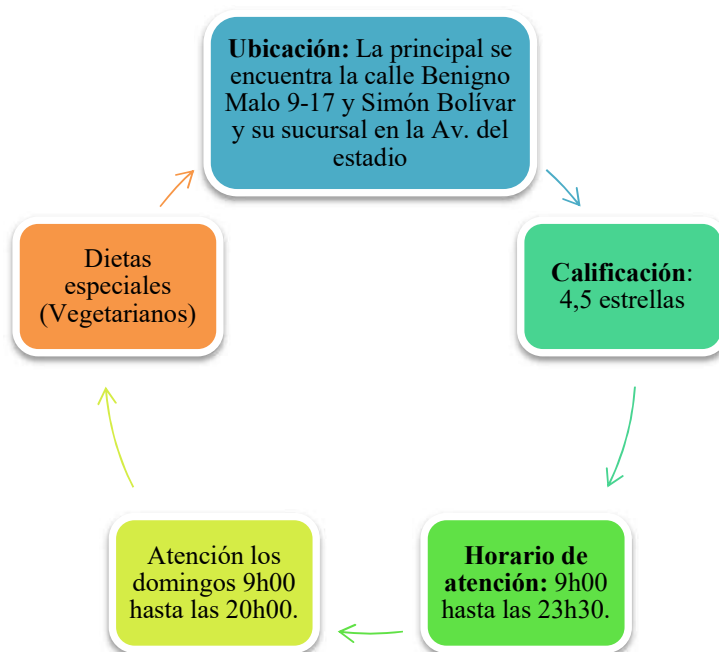 Ubicación: La principal se
encuentra la calle Benigno
Malo 9-17 y Simón Bolívar
y su sucursal en la Av. del
estadio
Calificación:
4,5 estrellas
Horario de
atención: 9h00
hasta las 23h30.
Atención los
domingos 9h00
hasta las 20h00.
Dietas
especiales
(Vegetarianos)